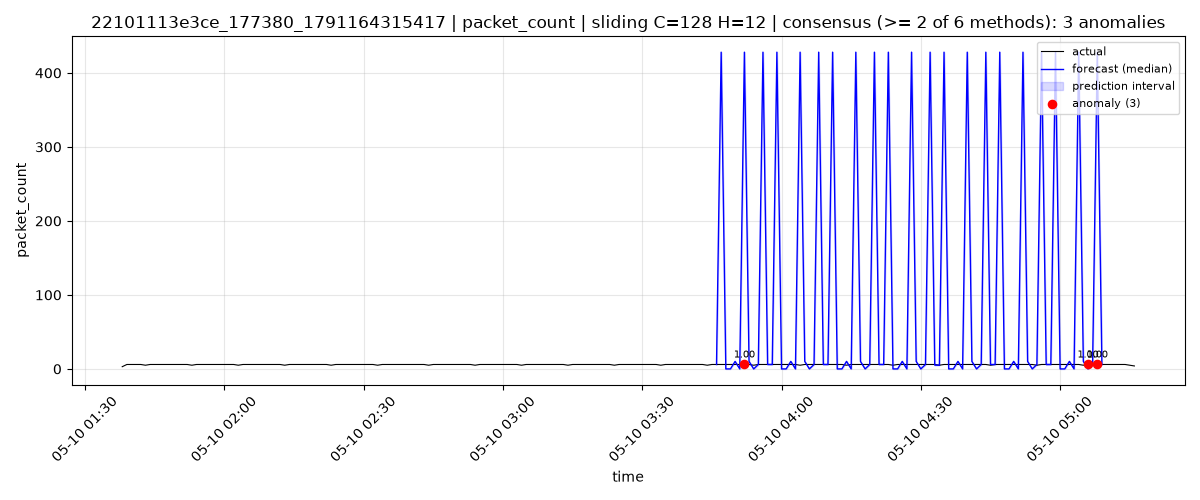 22101113e3ce_177380_1791164315417 | packet_count | sliding C=128 H=12 | consensus (>= 2 of 6 methods): 3 anomalies
actual
forecast (median)
prediction interval
anomaly (3)
packet_count
400
300
200
100
0
1.00
1.00
05-10 01:30
05-10 02:00
05-10 02:30
05-10 03:00
05-10 03:30
05-10 04:00
05-10 04:30
05-10 05:00
time